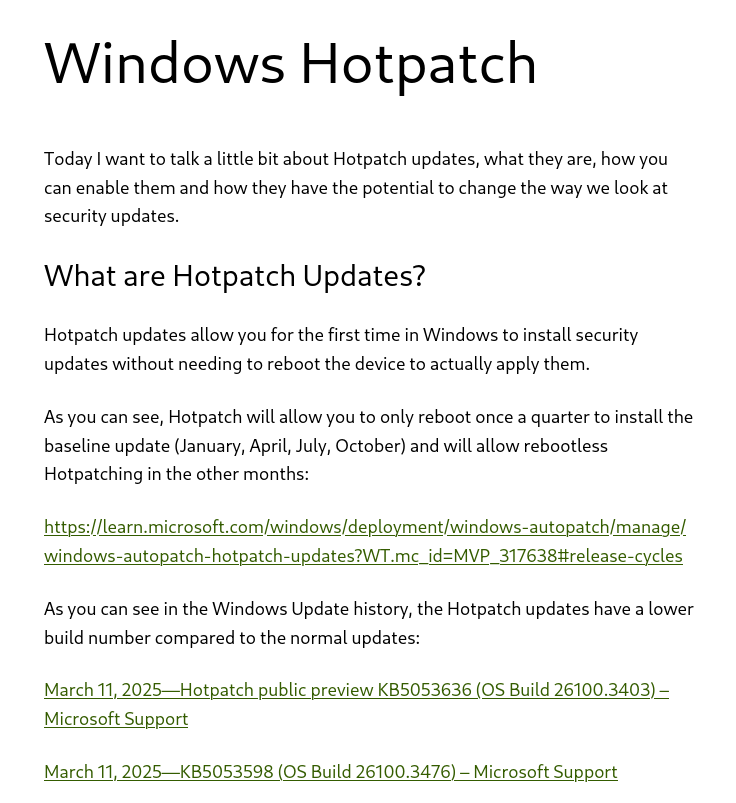 Windows Hotpatch
Today I want to talk a little bit about Hotpatch updates, what they are, how you
can enable them and how they have the potential to change the way we look at
security updates.
What are Hotpatch Updates?
Hotpatch updates allow you for the first time in Windows to install security
updates without needing to reboot the device to actually apply them.
As you can see, Hotpatch will allow you to only reboot once a quarter to install the
baseline update (January, April, July, October) and will allow rebootless
Hotpatching in the other months:
https://learn.microsoft.com/windows/deployment/windows-autopatch/manage/
windows-autopatch-hotpatch-updates?WT.mc_id=MVP_317638#release-cycles
As you can see in the Windows Update history, the Hotpatch updates have a lower
build number compared to the normal updates:
March 11, 2025—Hotpatch public preview KB5053636 (OS Build 26100.3403) –
Microsoft Support
March 11, 2025—KB5053598 (OS Build 26100.3476) – Microsoft Support